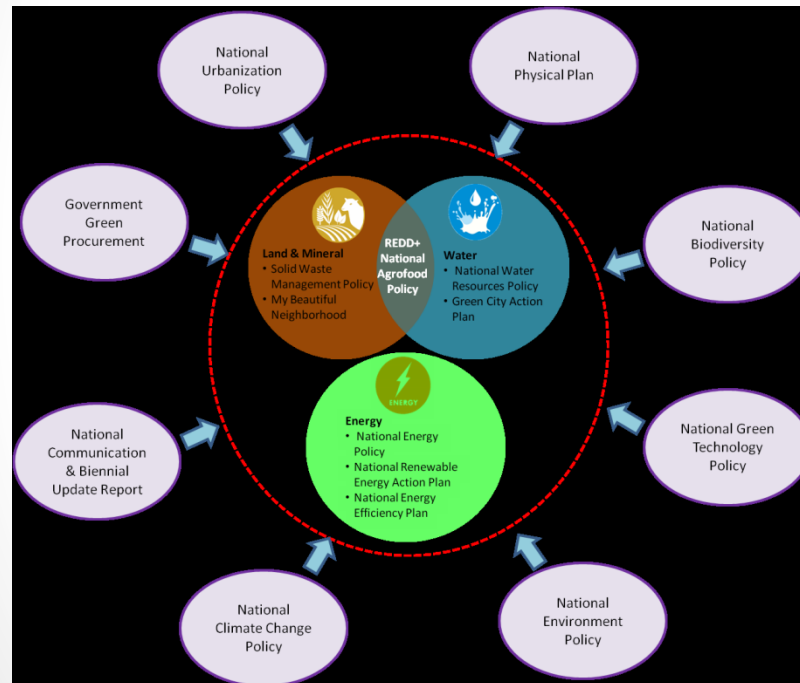 National
Urbanization
Policy
National
Physical Plan
Government
Green
Procurement
National
Biodiversity
Policy
Land & Mineral
• Solid Waste
Management Policy
• My Beautiful
Neighborhood
REDD+
National
Agrofood
Policy
Water
• National Water
Resources Policy
• Green City Action
Plan
ENERGY
Energy
• National Energy
Policy
• National Renewable
Energy Action Plan
• National Energy
Efficiency Plan
National
Communication
& Biennial
Update Report
National Green
Technology
Policy
National
Climate Change
Policy
National
Environment
Policy